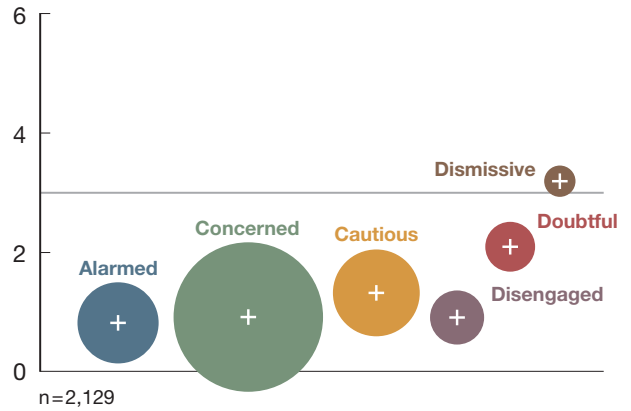 6
4
Dismissive
Doubtful
Concerned
Cautious
2
Alarmed
Disengaged
0
n=2,129